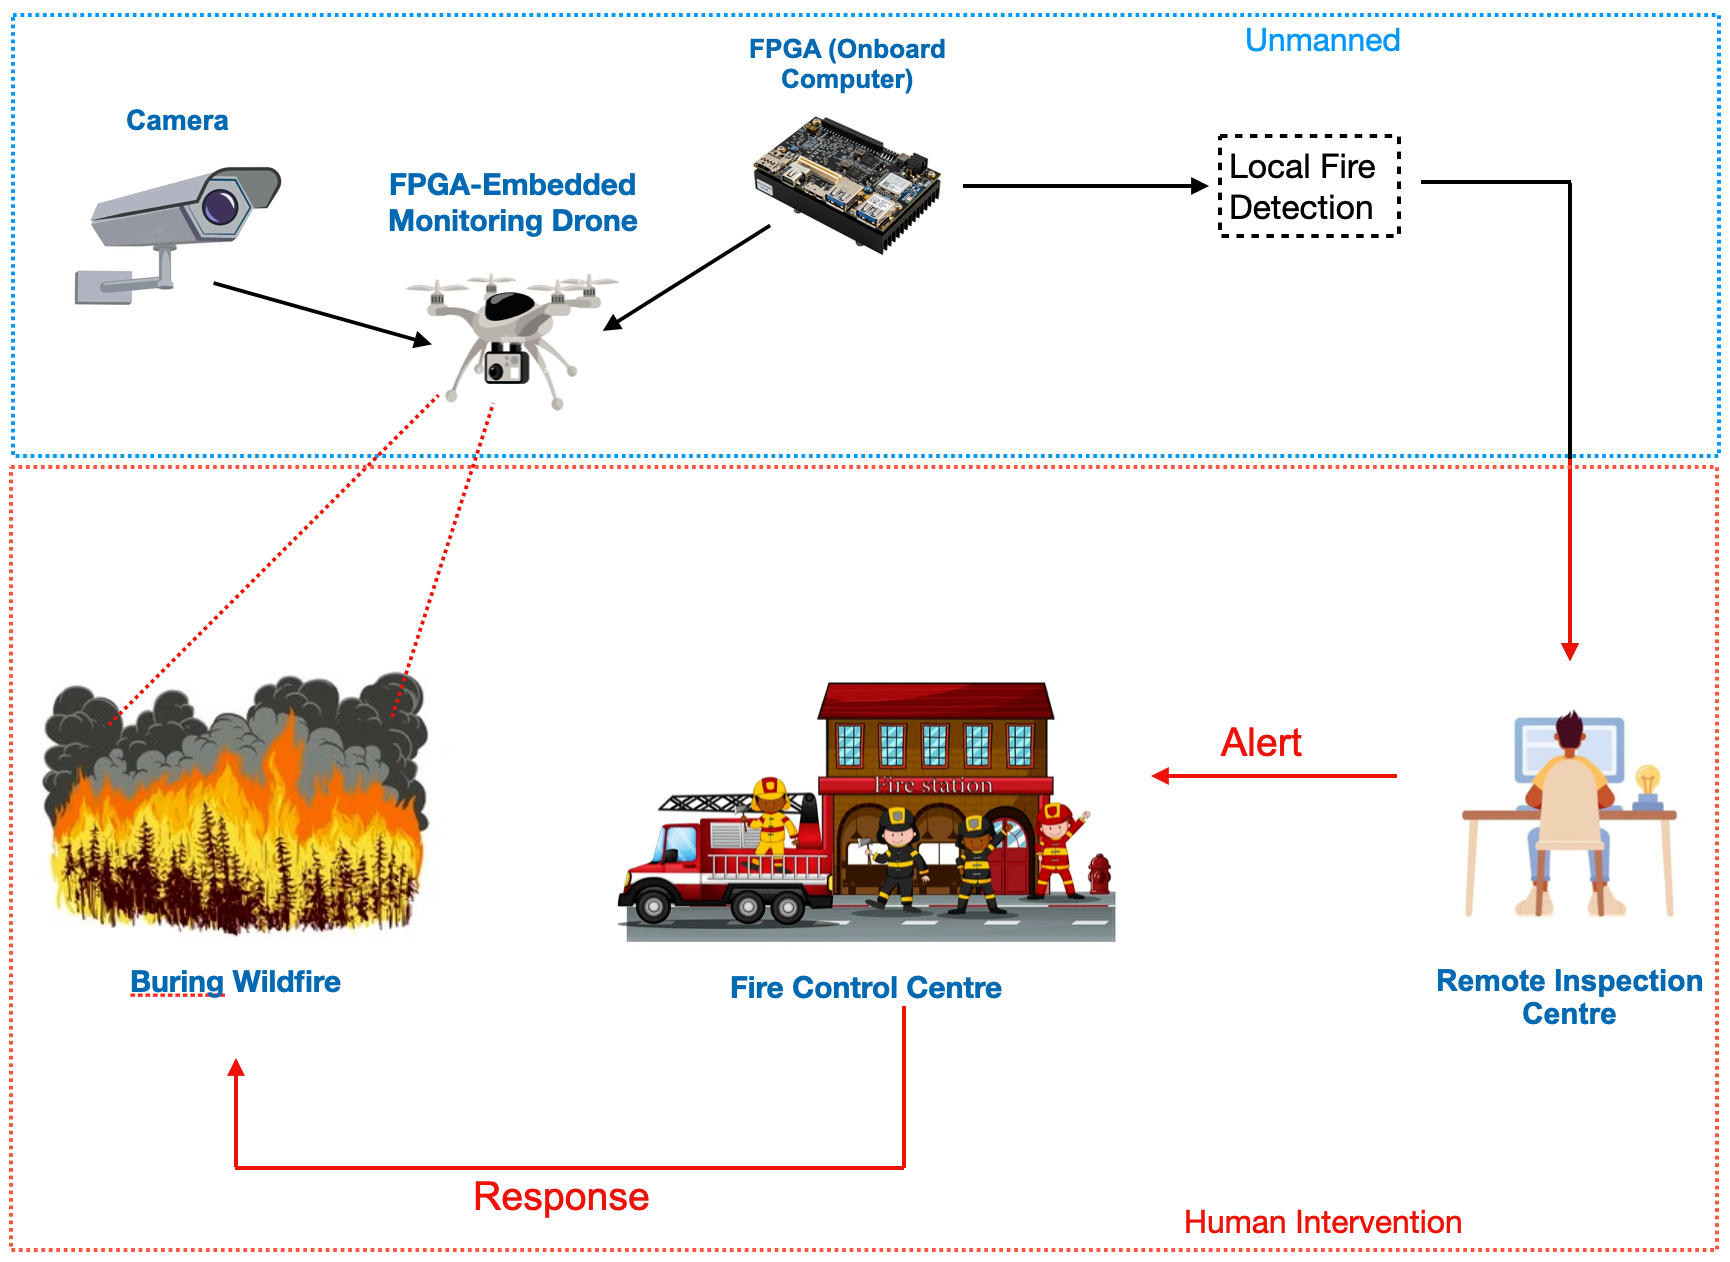 Unmanned
FPGA (Onboard
Computer)
Camera
FPGA-Embedded
Monitoring Drone
Local Fire
Detection
Alert
Fire station
Buring Wildfire
Fire Control Centre
Remote Inspection
Centre
Response
Human Intervention